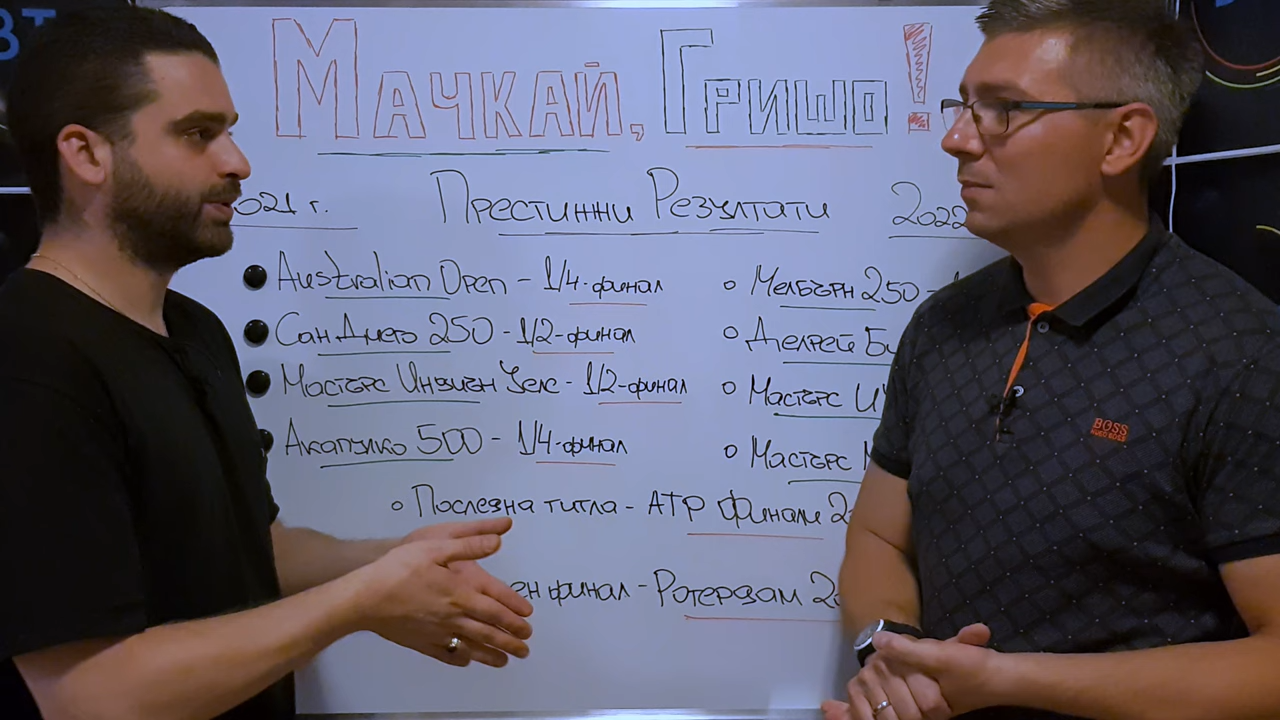 Мачкай, Гришо!
2021 г. Престижни Резултати 2022
Australian Open - 1/4-финал
Сан Диего 250 - 1/2-финал
Мастърс Индиън Уелс - 1/2-финал
Акапулко 500 - 1/4-финал
Мелбърн 250 -
Делрей
Мастърс
Мастърс
Последна титла - ATP Финали
финал - Ротердам
BOSS
HUGO BOSS